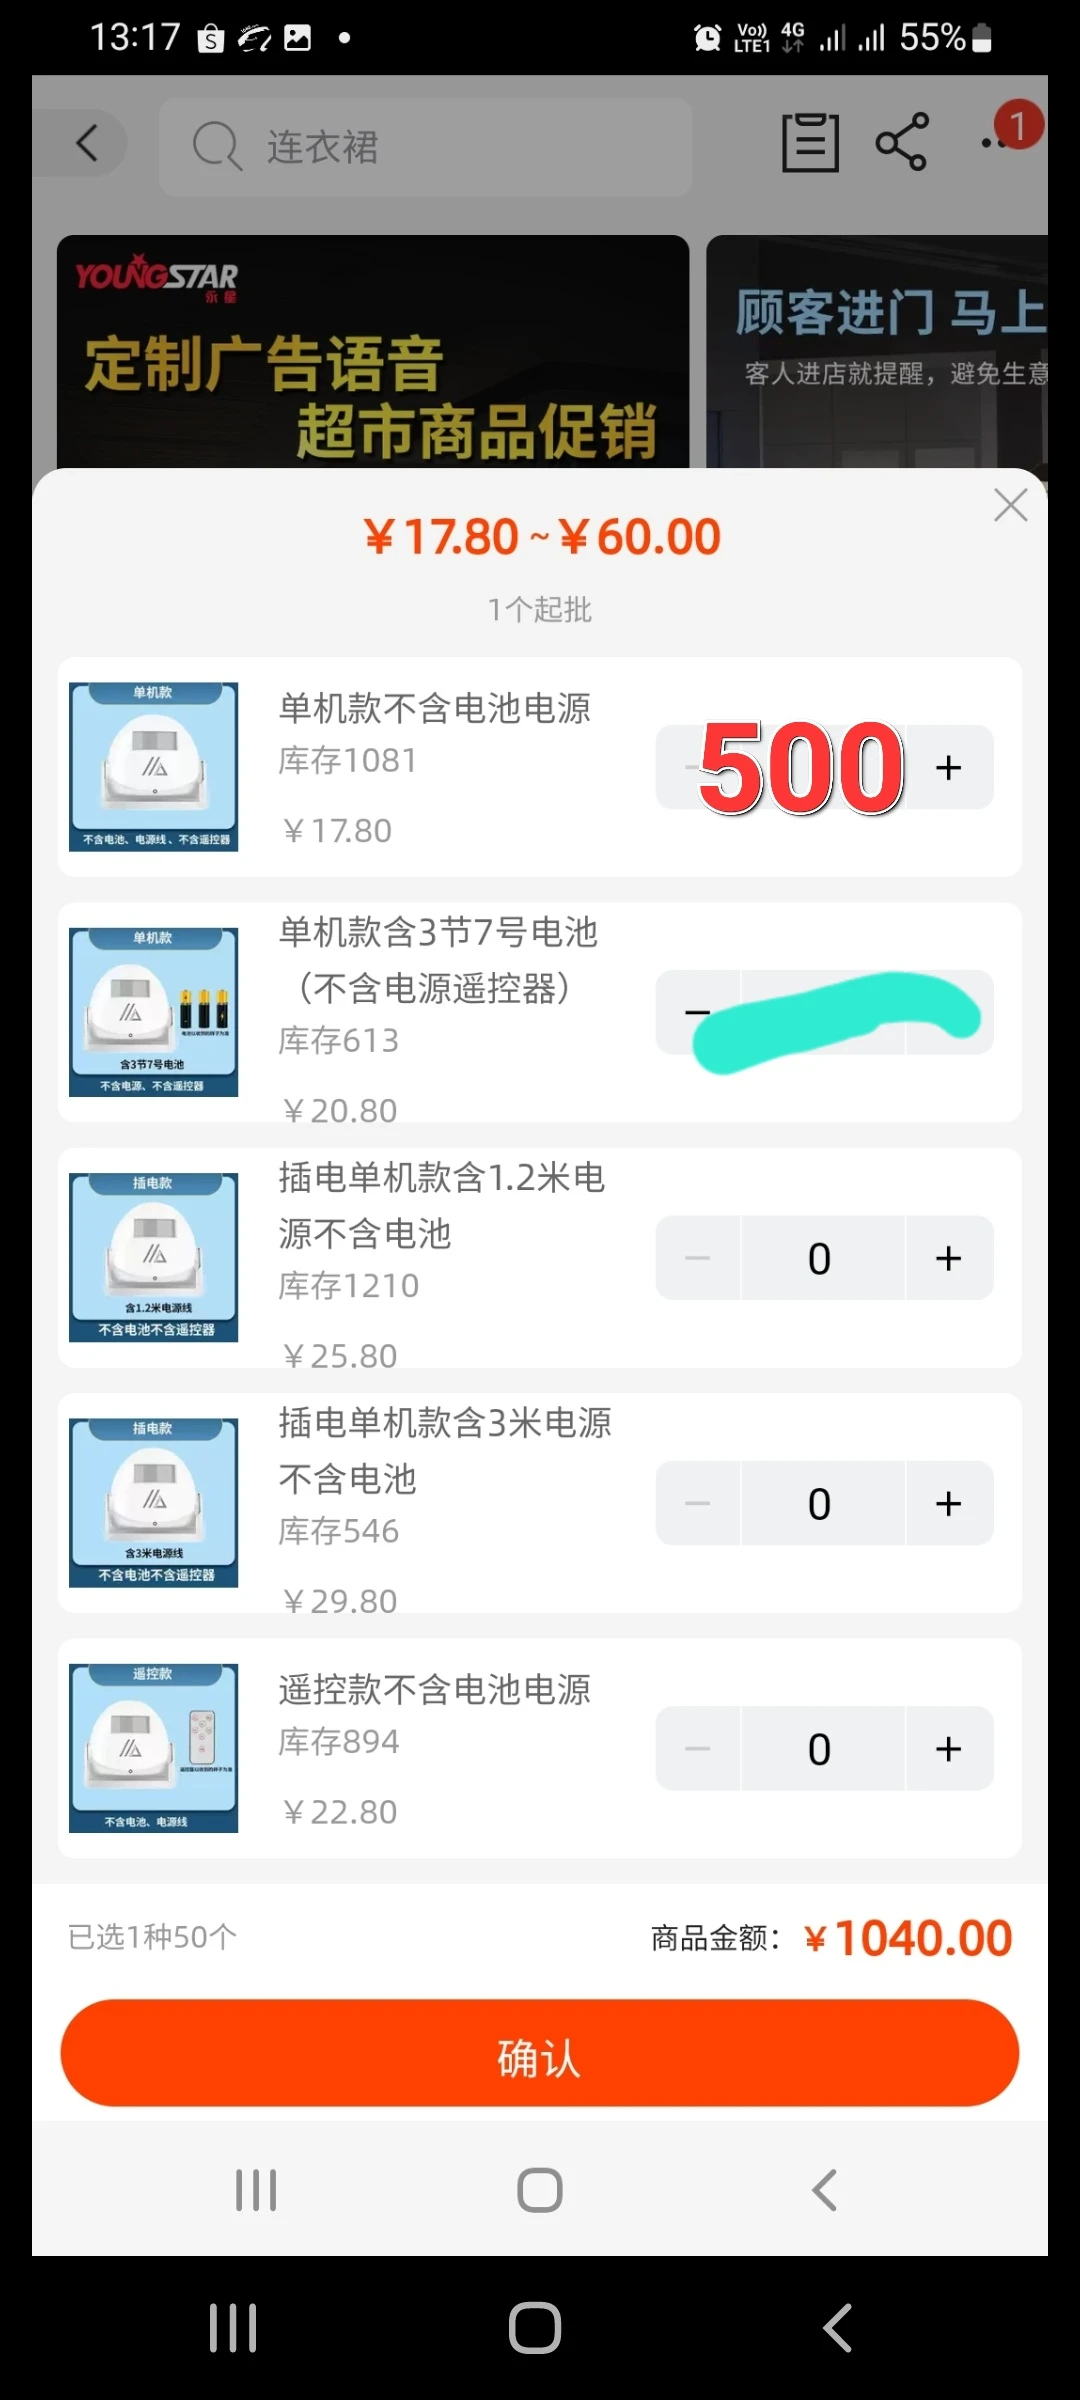 13:17
Vo)) LTE1 4G 55%
连衣裙
1
YOUNGSTAR
永星
定制广告语音
超市商品促销
顾客进门 马上
客人进店就提醒，避免生意
¥17.80~¥60.00
1个起批
单机款
不含电池、电源线、不含遥控器
单机款不含电池电源
库存1081
¥17.80
500
单机款
含3节7号电池
不含电源、不含遥控器
单机款含3节7号电池
（不含电源遥控器）
库存613
¥20.80
插电款
含1.2米电源线
不含电池不含遥控器
插电单机款含1.2米电
源不含电池
库存1210
¥25.80
0
插电款
含3米电源线
不含电池不含遥控器
插电单机款含3米电源
不含电池
库存546
¥29.80
0
遥控款
不含电池、电源线
遥控款不含电池电源
库存894
¥22.80
0
已选1种50个
商品金额：¥1040.00
确认